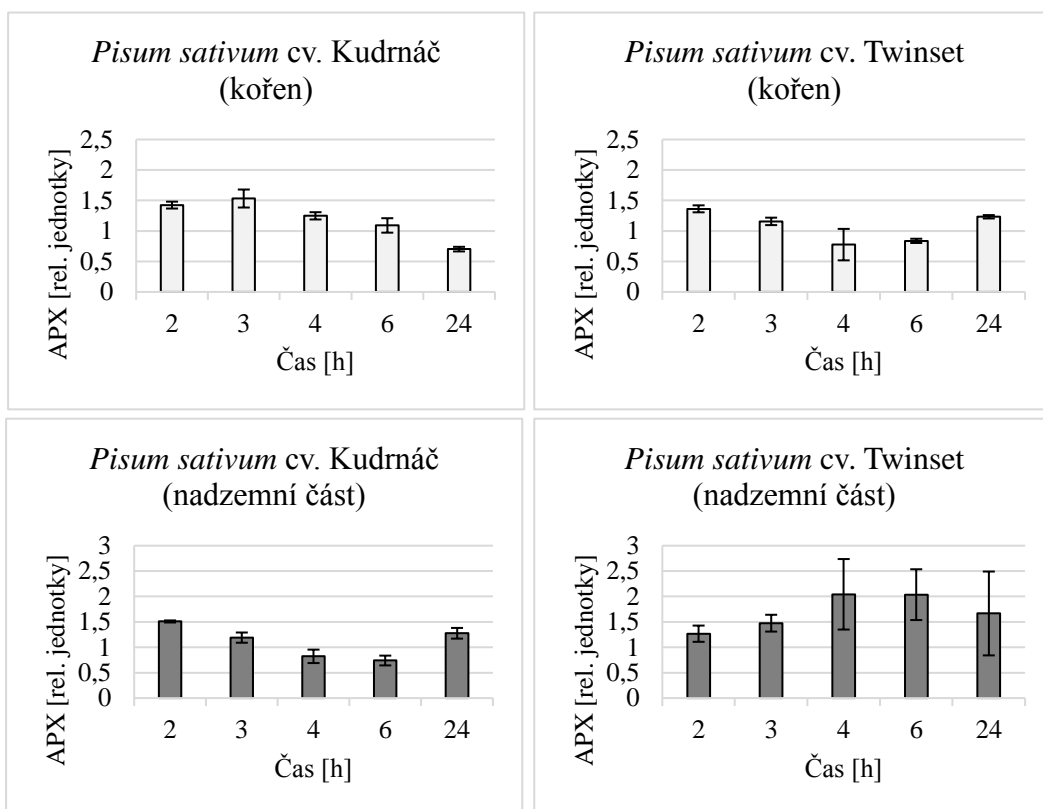 Pisum sativum cv. Kudrnáč
(kořen)
APX [rel. jednotky]
2,5
2
1,5
1
0,5
0
2 3 4 6 24
Čas [h]
Pisum sativum cv. Twinset
(kořen)
APX [rel. jednotky]
2,5
2
1,5
1
0,5
0
2 3 4 6 24
Čas [h]
Pisum sativum cv. Kudrnáč
(nadzemní část)
APX [rel. jednotky]
3
2,5
2
1,5
1
0,5
0
2 3 4 6 24
Čas [h]
Pisum sativum cv. Twinset
(nadzemní část)
APX [rel. jednotky]
3
2,5
2
1,5
1
0,5
0
2 3 4 6 24
Čas [h]